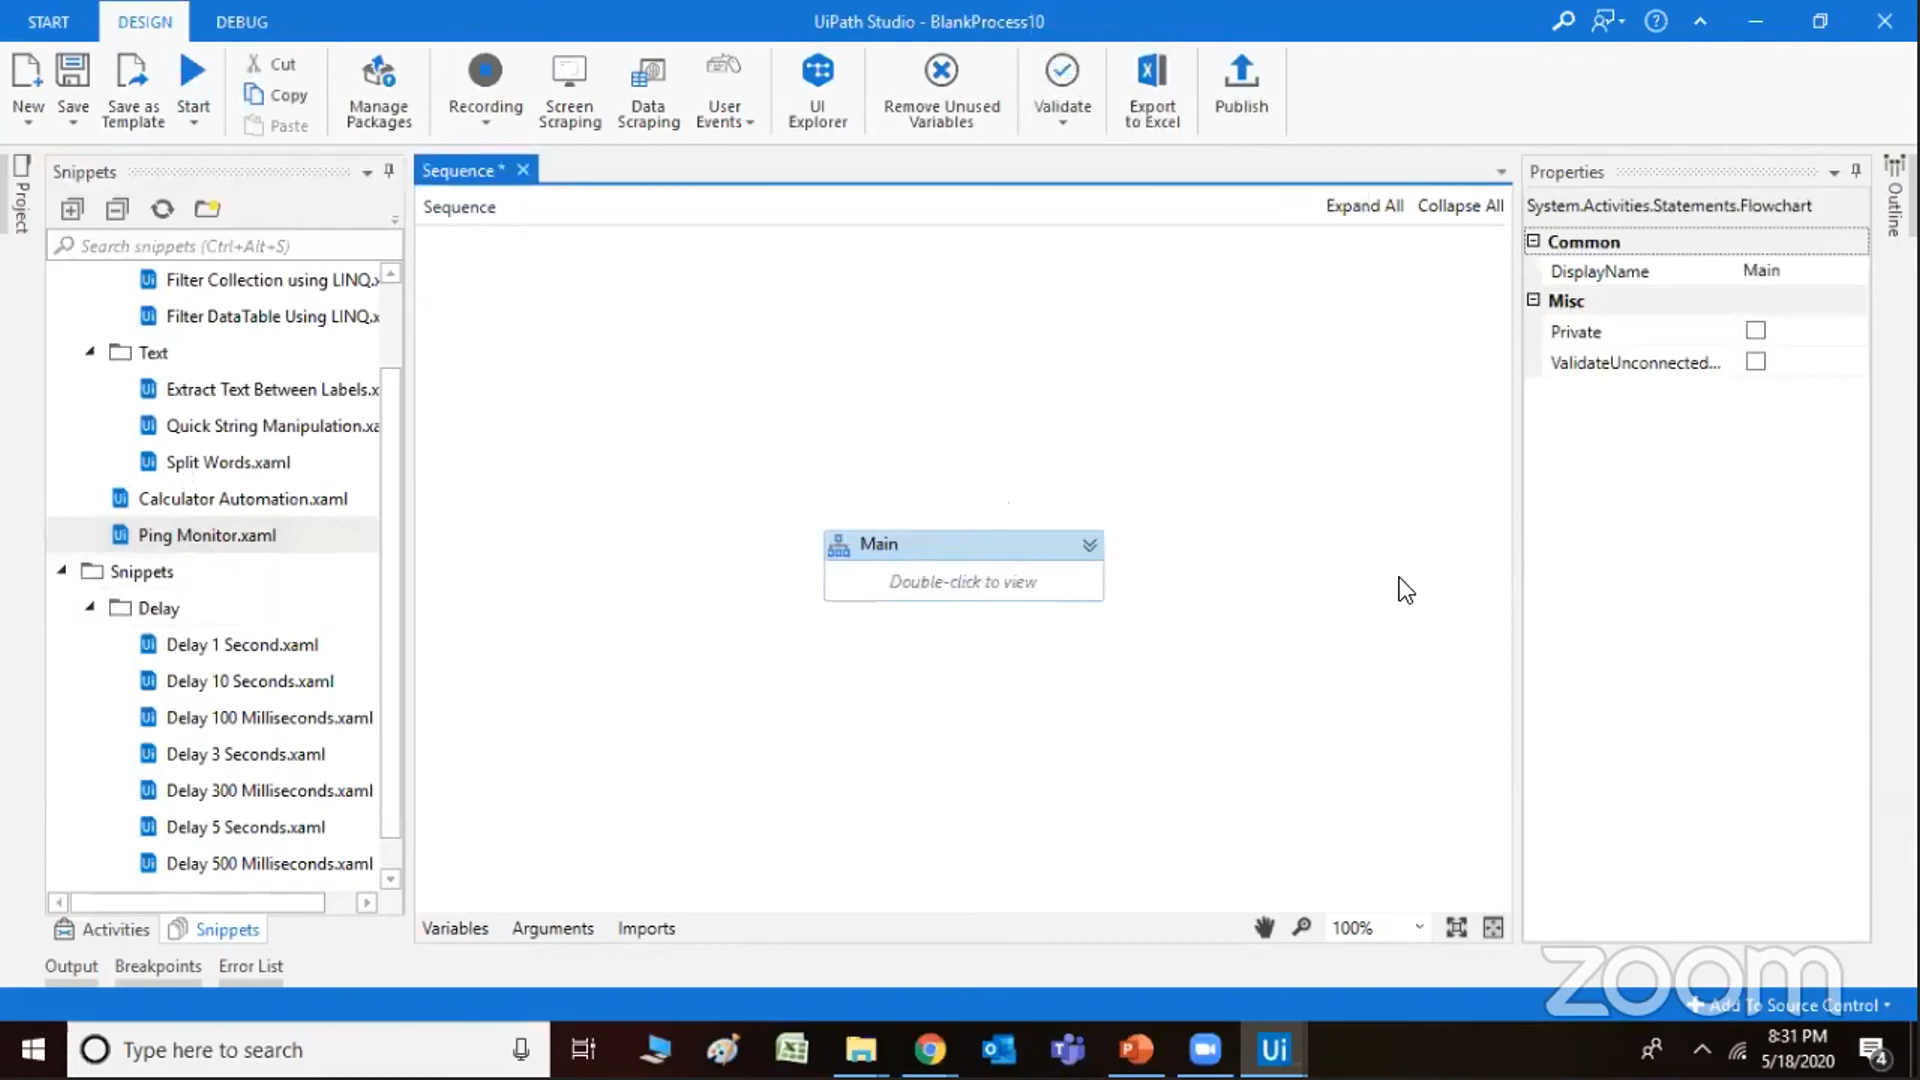 START
DESIGN
DEBUG
UiPath Studio - BlankProcess10
New
Save
Save as
Template
Start
Cut
Copy
Paste
Manage
Packages
Recording
Screen
Scraping
Data
Scraping
User
Events
UI
Explorer
Remove Unused
Variables
Validate
Export
to Excel
Publish
Project
Snippets
Search snippets (Ctrl+Alt+S)
Filter Collection using LINQ.x
Filter DataTable Using LINQ.x
Text
Extract Text Between Labels.x
Quick String Manipulation.xa
Split Words.xaml
Calculator Automation.xaml
Ping Monitor.xaml
Snippets
Delay
Delay 1 Second.xaml
Delay 10 Seconds.xaml
Delay 100 Milliseconds.xaml
Delay 3 Seconds.xaml
Delay 300 Milliseconds.xaml
Delay 5 Seconds.xaml
Delay 500 Milliseconds.xaml
Activities
Snippets
Sequence *
Sequence
Expand All
Collapse All
Main
Double-click to view
Variables
Arguments
Imports
100%
Properties
System.Activities.Statements.Flowchart
Common
DisplayName
Main
Misc
Private
ValidateUnconnected...
Outline
Output
Breakpoints
Error List
zoom
Add To Source Control
Type here to search
Ui
8:31 PM
5/18/2020
4